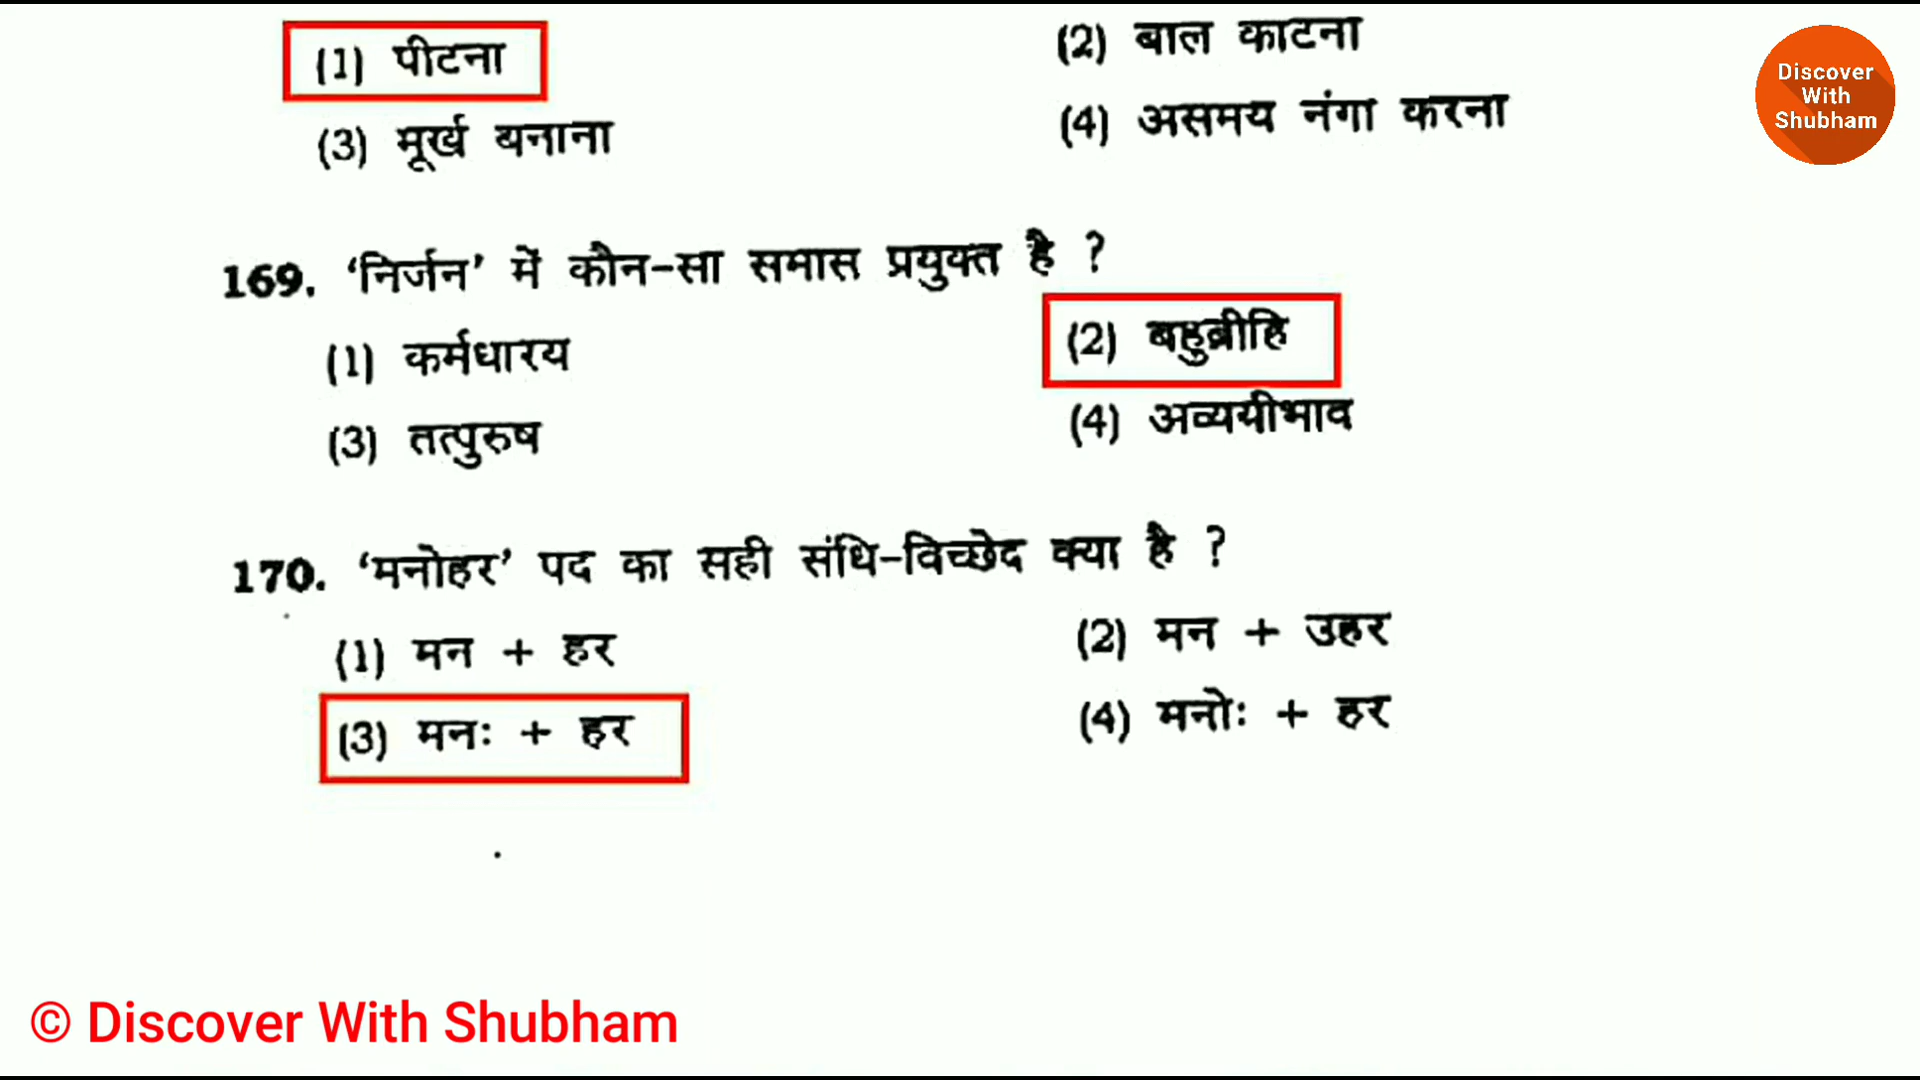 (1) पीटना (2) बाल काटना
(3) मूर्ख बनाना (4) असमय नंगा करना
Discover
With
Shubham
169. ‘निर्जन’ में कौन-सा समास प्रयुक्त है ?
(1) कर्मधारय (2) बहुब्रीहि
(3) तत्पुरुष (4) अव्ययीभाव
170. ‘मनोहर’ पद का सही संधि-विच्छेद क्या है ?
(1) मन + हर (2) मन + उहर
(3) मनः + हर (4) मनोः + हर
© Discover With Shubham